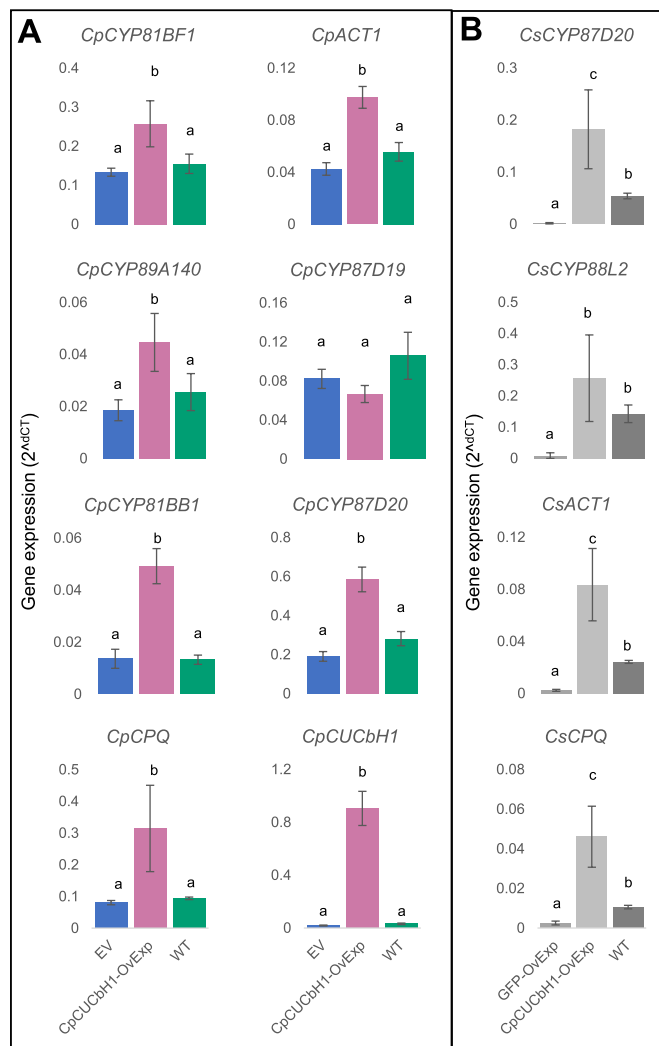 A
B
CpCYP81BF1
0.4
0.3
0.2
0.1
0
a
b
a
CpACT1
0.12
0.08
0.04
0
a
b
a
CsCYP87D20
0.3
0.2
0.1
0
a
c
b
CpCYP89A140
0.06
0.04
0.02
0
a
b
a
CpCYP87D19
0.16
0.12
0.08
0.04
0
a
a
a
CsCYP88L2
0.5
0.4
0.3
0.2
0.1
0
a
b
b
Gene expression (2^dCT)
Gene expression (2^dCT)
CpCYP81BB1
0.06
0.04
0.02
0
a
b
a
CpCYP87D20
0.8
0.6
0.4
0.2
0
a
b
a
CsACT1
0.12
0.08
0.04
0
a
c
b
CpCPQ
0.5
0.4
0.3
0.2
0.1
0
a
b
a
EV
CpCUCbH1-OvExp
WT
CpCUCbH1
1.2
0.8
0.4
0
a
b
a
EV
CpCUCbH1-OvExp
WT
CsCPQ
0.08
0.06
0.04
0.02
0
a
c
b
GFP-OvExp
CpCUCbH1-OvExp
WT